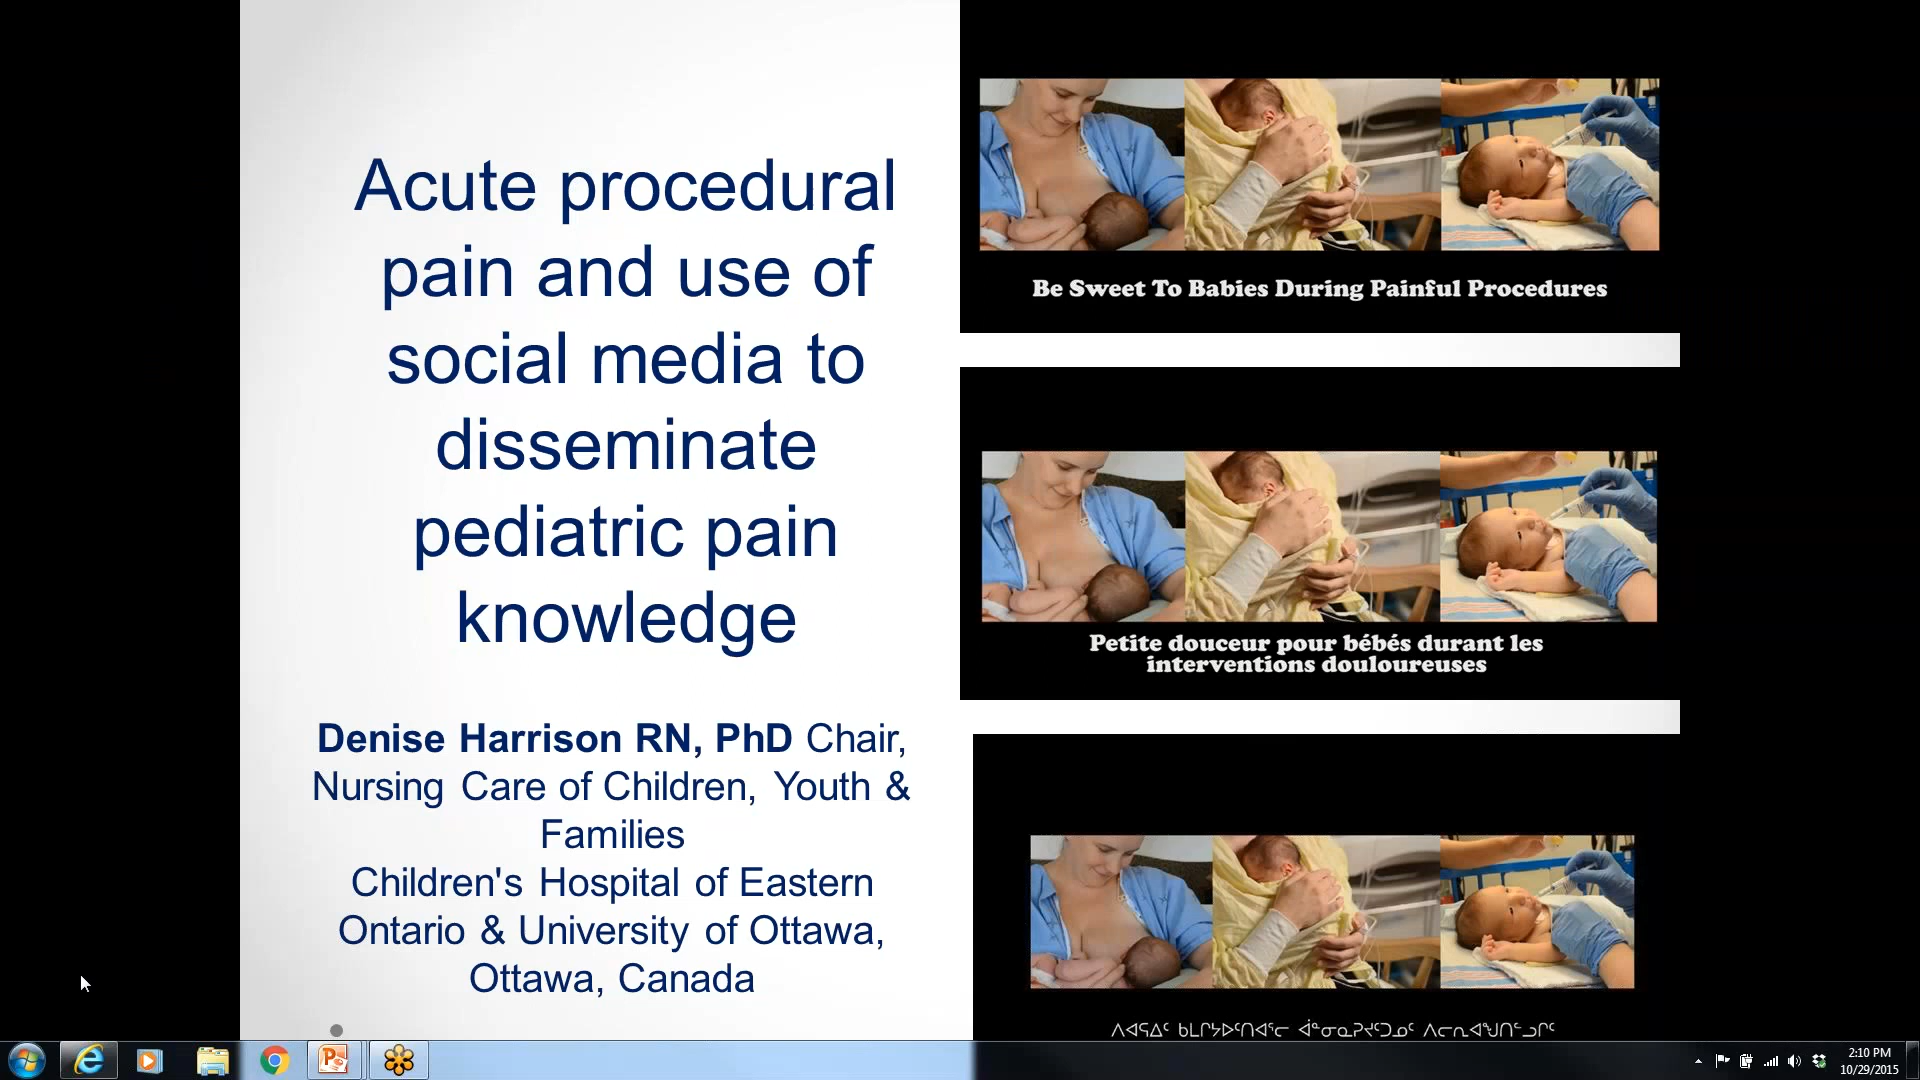 Acute procedural
pain and use of
social media to
disseminate
pediatric pain
knowledge
Denise Harrison RN, PhD Chair,
Nursing Care of Children, Youth &
Families
Children's Hospital of Eastern
Ontario & University of Ottawa,
Ottawa, Canada
Be Sweet To Babies During Painful Procedures
Petite douceur pour bébés durant les
interventions douloureuses
2:10 PM
10/29/2015